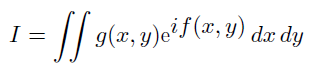 I = ∬ g(x, y)e^{if(x, y)} dx dy